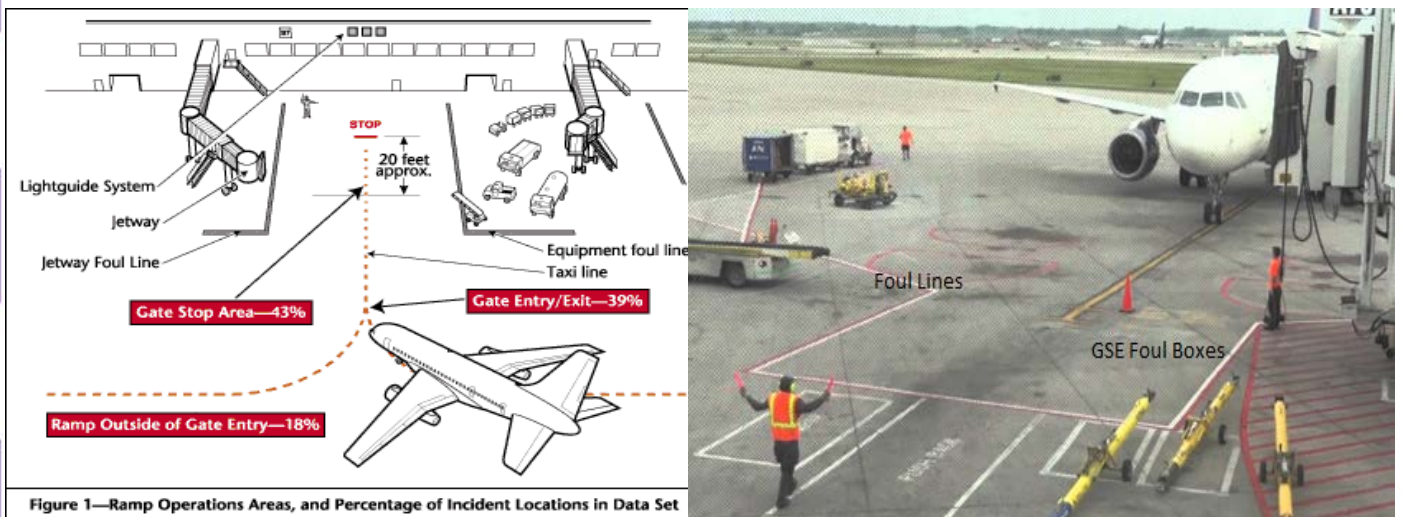 STOP
20 feet
approx.
Lightguide System
Jetway
Jetway Foul Line
Equipment foul line
Taxi line
Gate Stop Area—43%
Gate Entry/Exit—39%
Ramp Outside of Gate Entry—18%
Figure 1—Ramp Operations Areas, and Percentage of Incident Locations in Data Set
Foul Lines
GSE Foul Boxes